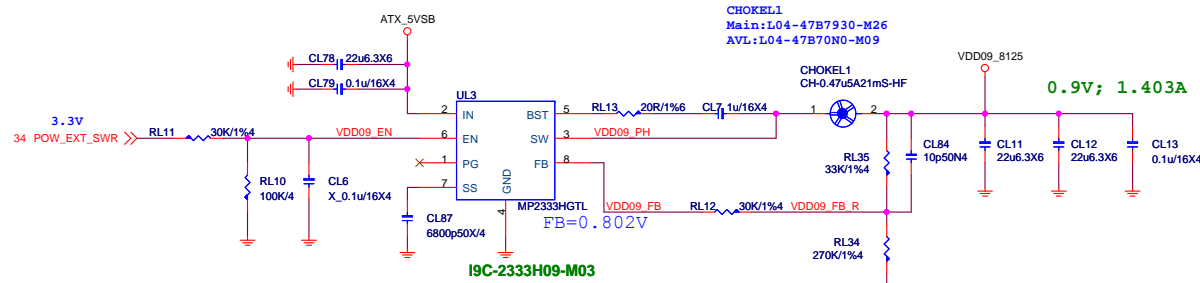 CHOKEL1
Main:L04-47B7930-M26
AVL:L04-47B70N0-M09
ATX_5VSB
CL78 22u6.3X6
CL79 0.1u/16X4
CHOKEL1
CH-0.47u5A21mS-HF
VDD09_8125
0.9V; 1.403A
UL3
2 IN
6 EN
1 PG
7 SS
BST 5
SW 3
FB 8
GND
4
MP2333HGTL
RL13 20R/1%6
CL7 .1u/16X4
1 2
3.3V
34 POW_EXT_SWR
RL11 30K/1%4
VDD09_EN
VDD09_PH
RL10
100K/4
CL6
X_0.1u/16X4
CL87
6800p50X/4
VDD09_FB
RL12 30K/1%4
VDD09_FB_R
FB=0.802V
RL35
33K/1%4
CL84
10p50N4
CL11
22u6.3X6
CL12
22u6.3X6
CL13
0.1u/16X4
RL34
270K/1%4
I9C-2333H09-M03